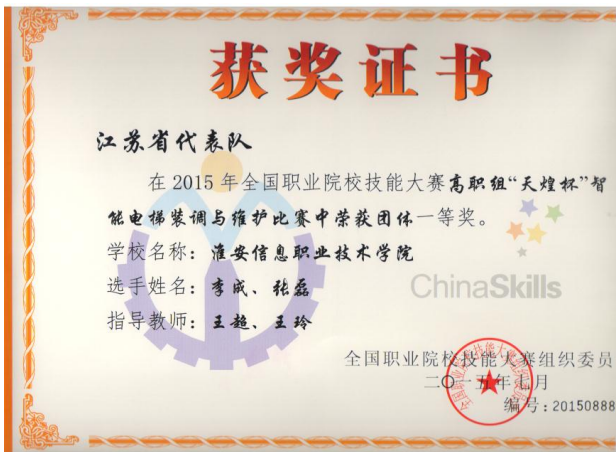 获奖证书
江苏省代表队
在 2015 年全国职业院校技能大赛高职组“天煌杯”智
能电梯装调与维护比赛中荣获团体一等奖。
学校名称：淮安信息职业技术学院
选手姓名：李成、张磊
指导教师：王超、王玲
ChinaSkills
全国职业院校技能大赛组织委员
二〇一五年七月
编号：20150888